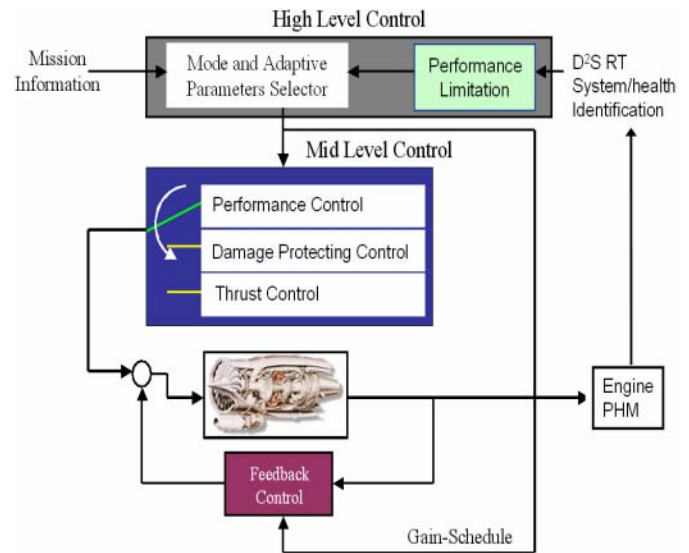 High Level Control
Mission
Information
Mode and Adaptive
Parameters Selector
Performance
Limitation
D²S RT
System/health
Identification
Mid Level Control
Performance Control
Damage Protecting Control
Thrust Control
Engine
PHM
Feedback
Control
Gain-Schedule